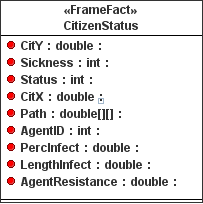 «FrameFact»
CitizenStatus
CitY : double :
Sickness : int :
Status : int :
CitX : double :
Path : double[][] :
AgentID : int :
PercInfect : double :
LengthInfect : double :
AgentResistance : double :